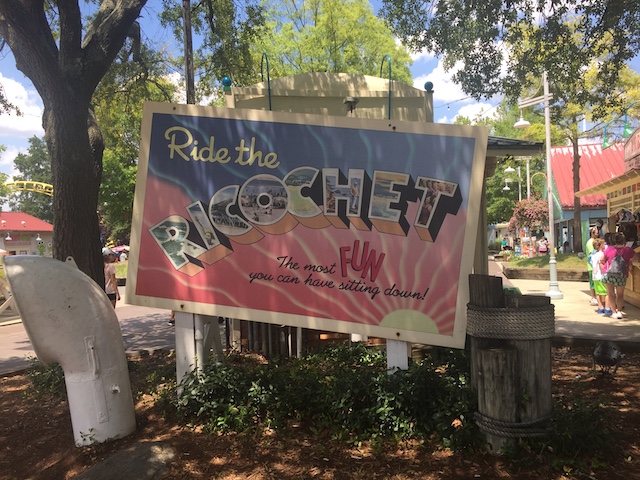 Ride the
RICOCHET
The most FUN
you can have sitting down!